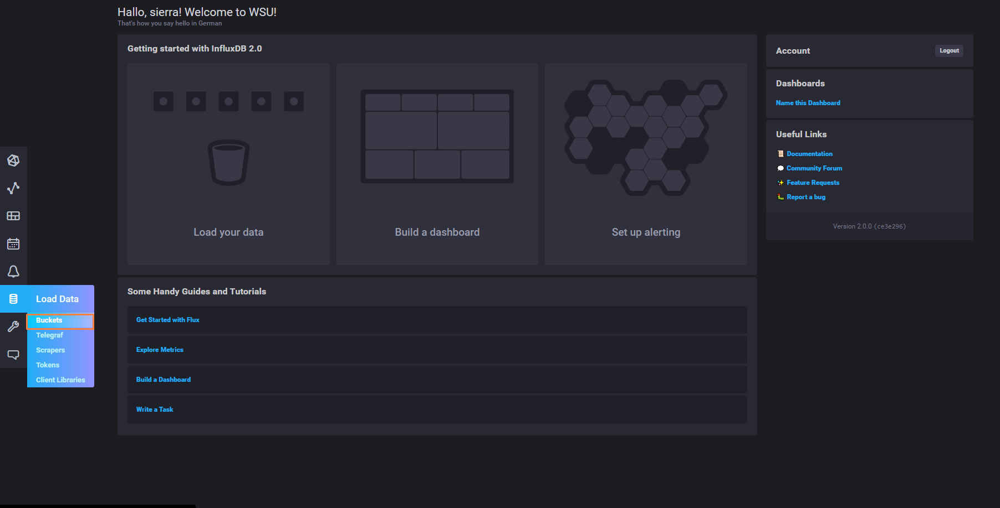 Hallo, sierra! Welcome to WSU!
That's how you say hello in German
Getting started with InfluxDB 2.0
Load your data
Build a dashboard
Set up alerting
Some Handy Guides and Tutorials
Get Started with Flux
Explore Metrics
Build a Dashboard
Write a Task
Account
Logout
Dashboards
Name this Dashboard
Useful Links
Documentation
Community Forum
Feature Requests
Report a bug
Version 2.0.0 (ce3e296)
Load Data
Buckets
Telegraf
Scrapers
Tokens
Client Libraries